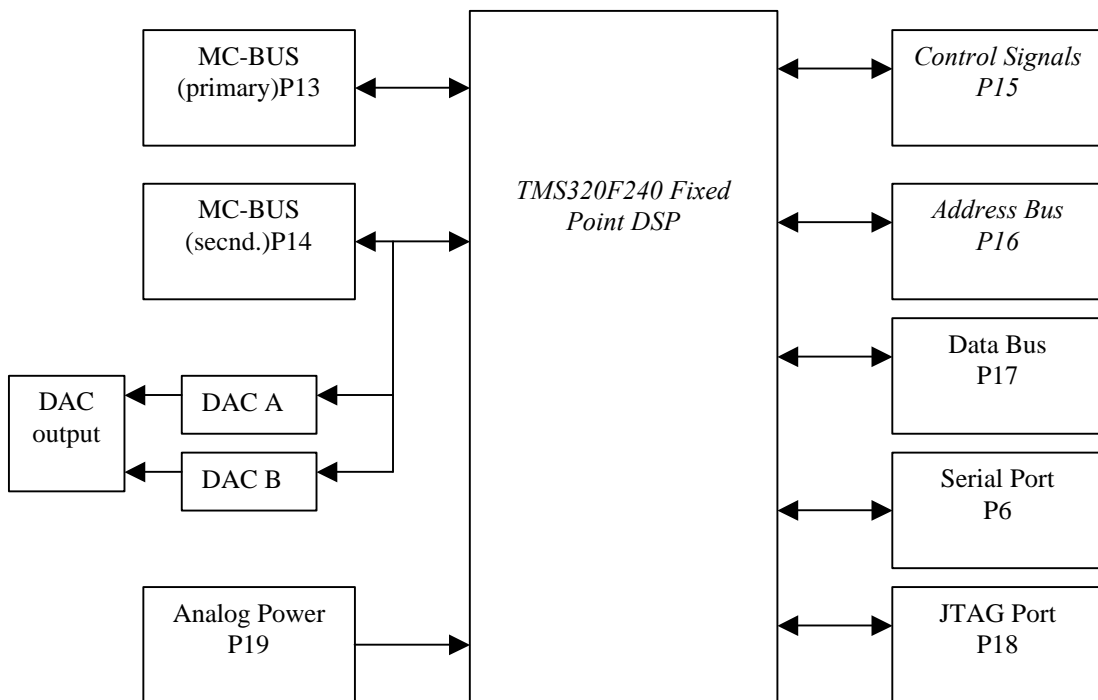 MC-BUS
(primary)P13
MC-BUS
(secnd.)P14
DAC
output
DAC A
DAC B
Analog Power
P19
TMS320F240 Fixed
Point DSP
Control Signals
P15
Address Bus
P16
Data Bus
P17
Serial Port
P6
JTAG Port
P18